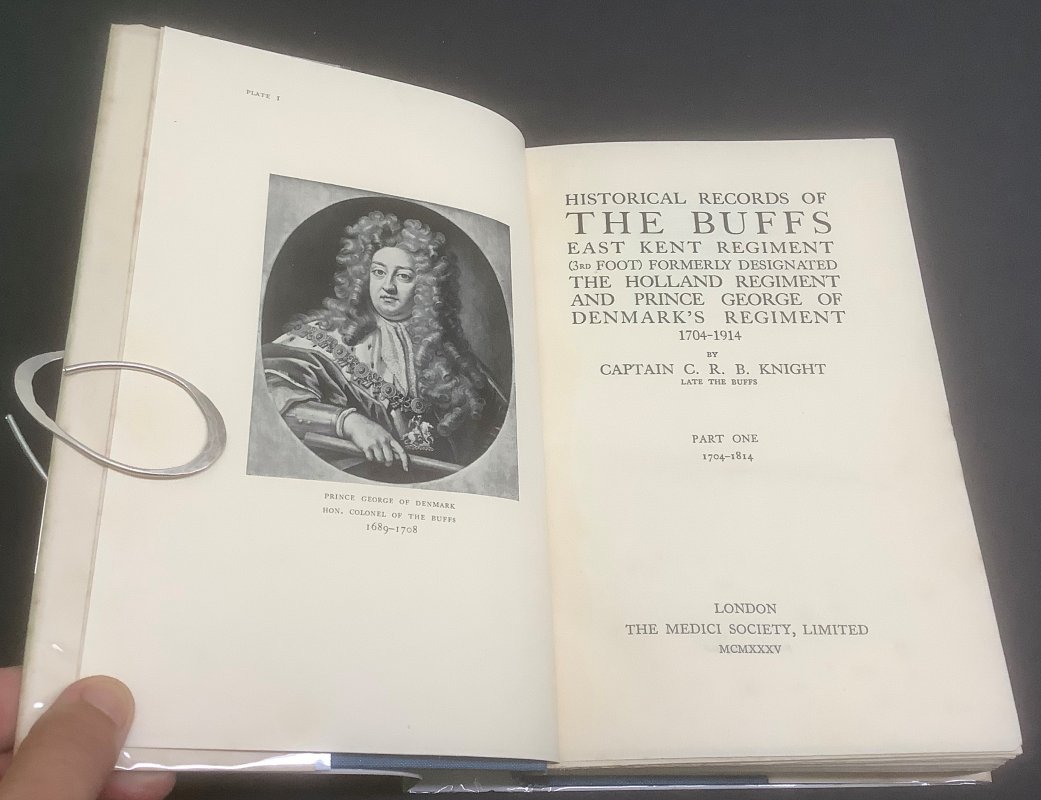 PLATE I
PRINCE GEORGE OF DENMARK
HON. COLONEL OF THE BUFFS
1689–1708
HISTORICAL RECORDS OF
THE BUFFS
EAST KENT REGIMENT
(3RD FOOT) FORMERLY DESIGNATED
THE HOLLAND REGIMENT
AND PRINCE GEORGE OF
DENMARK'S REGIMENT
1704-1914
BY
CAPTAIN C. R. B. KNIGHT
LATE THE BUFFS
PART ONE
1704–1814
LONDON
THE MEDICI SOCIETY, LIMITED
MCMXXXV